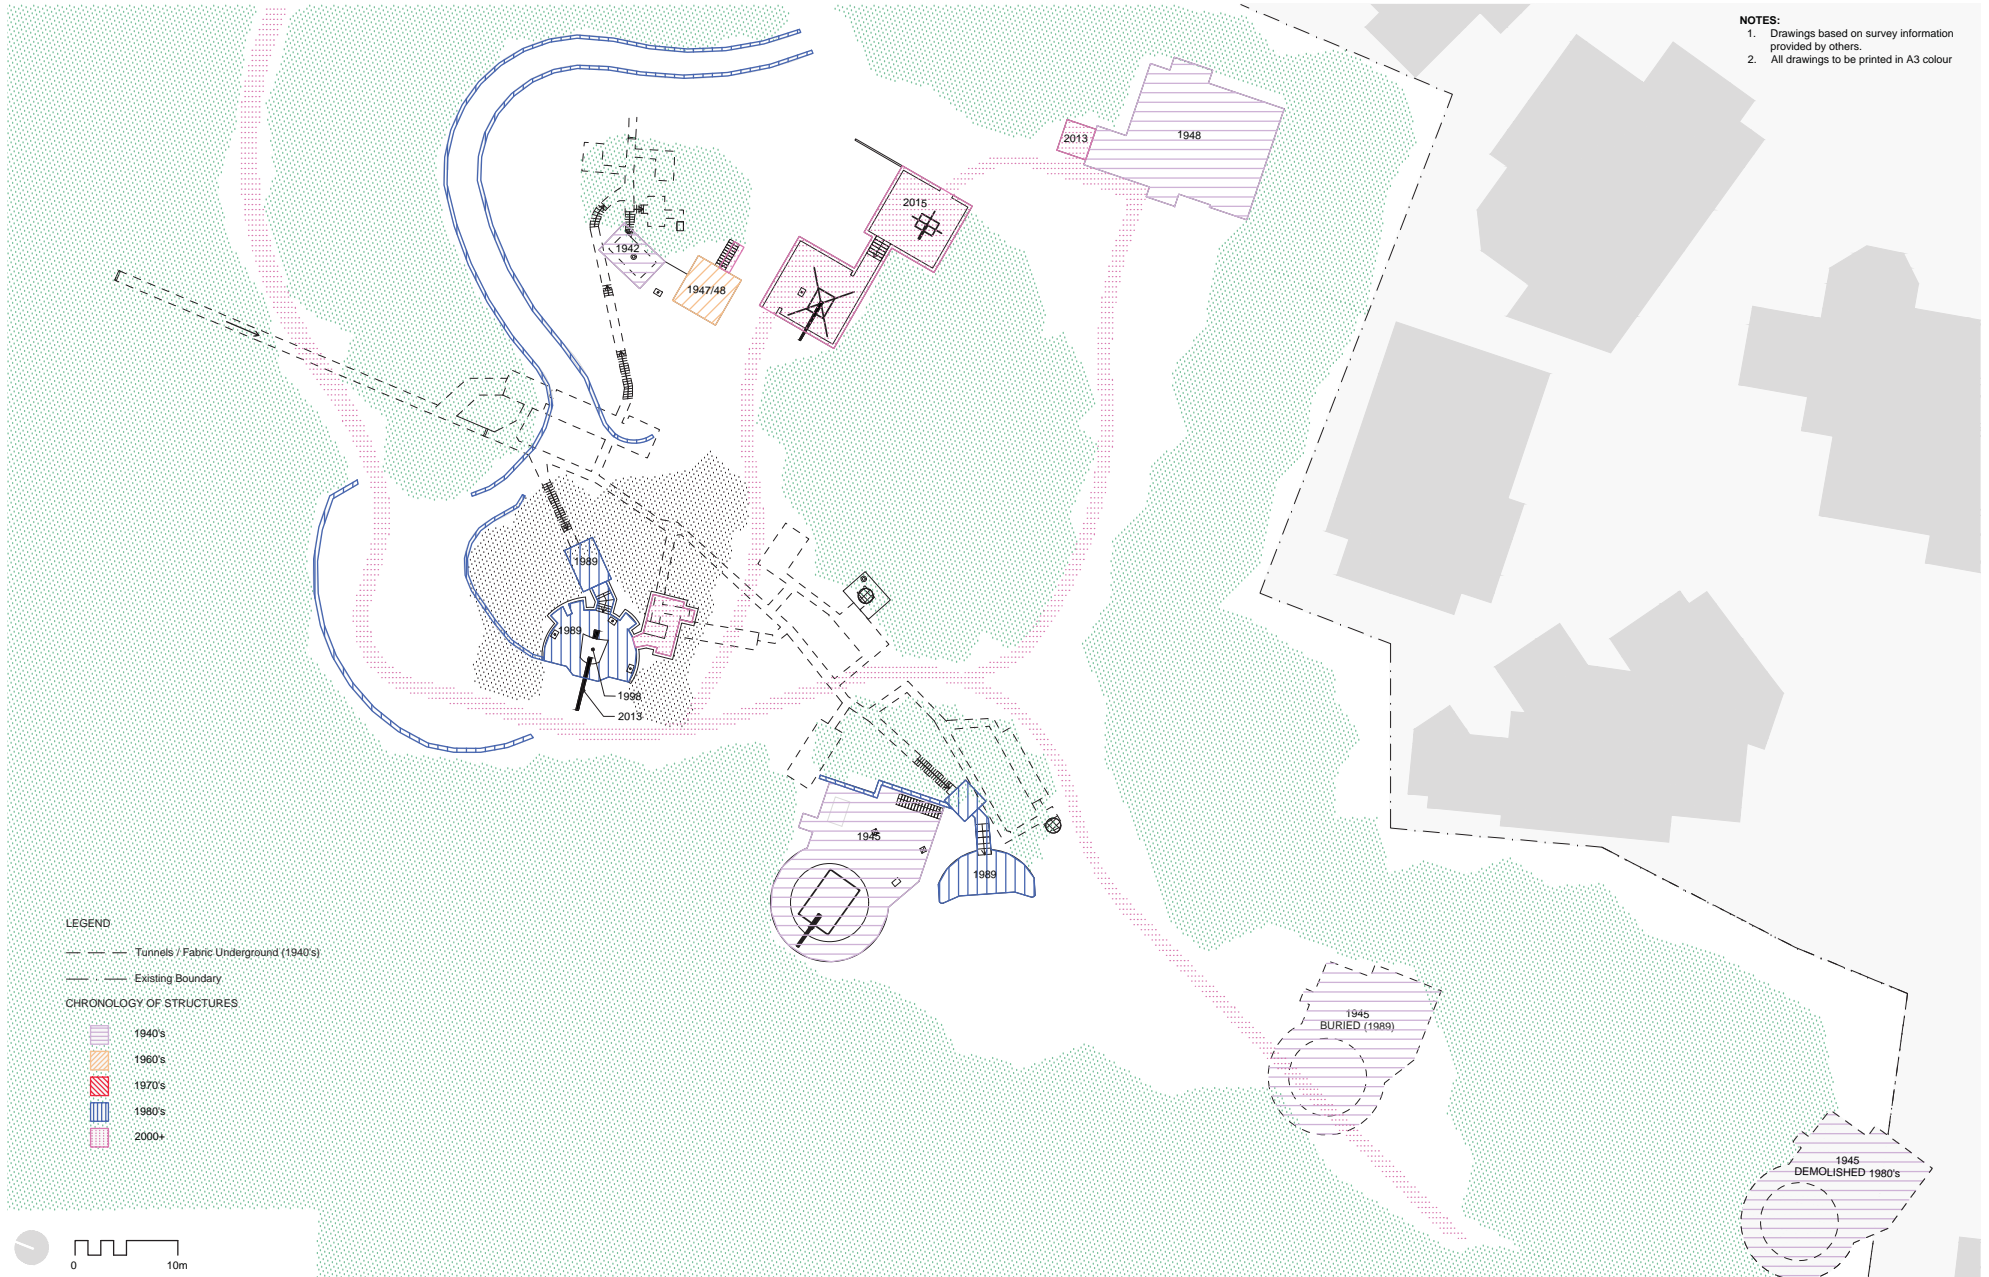 NOTES:
1. Drawings based on survey information
provided by others.
2. All drawings to be printed in A3 colour
2013
1948
2015
1942
1947/48
1989
1989
1998
2013
1945
1989
1945
BURIED (1989)
1945
DEMOLISHED 1980's
LEGEND
Tunnels / Fabric Underground (1940's)
Existing Boundary
CHRONOLOGY OF STRUCTURES
1940's
1960's
1970's
1980's
2000+
0 10m